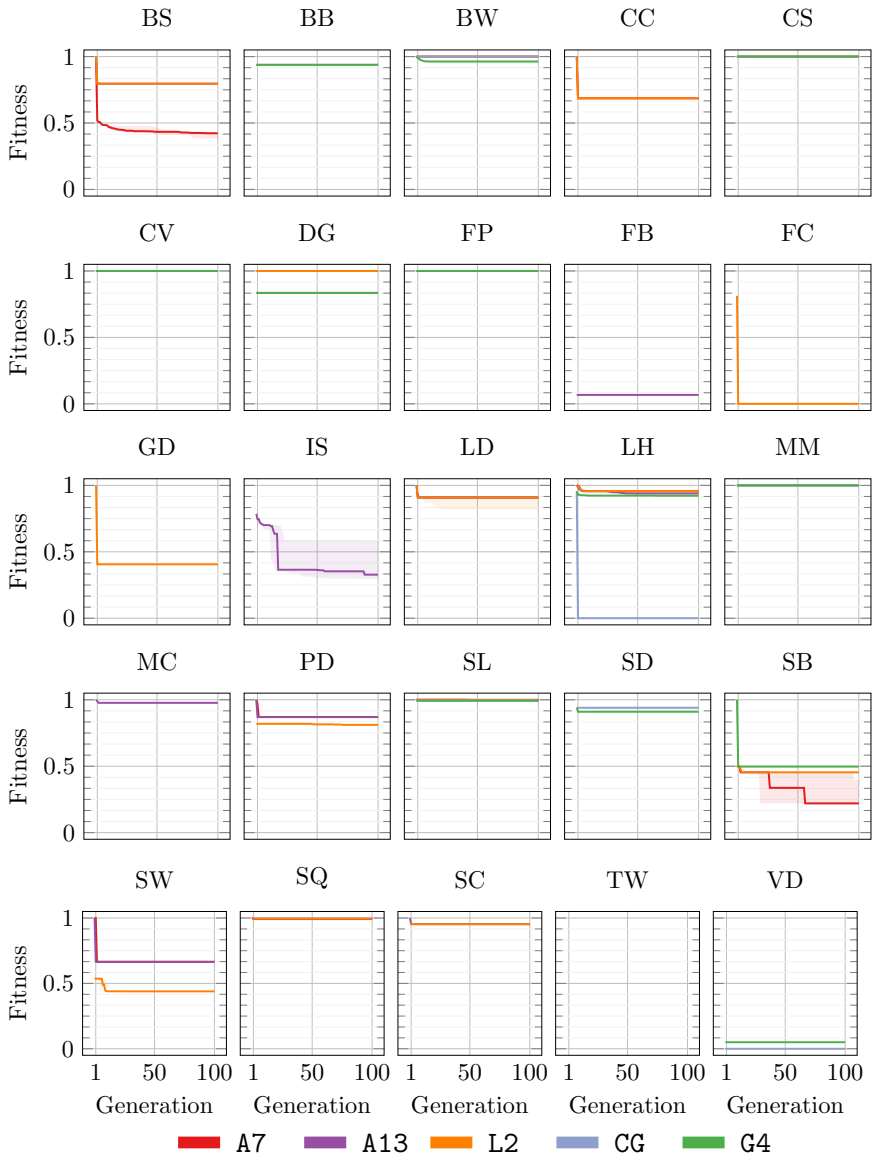 BS BB BW CC CS
1
0.5
0
Fitness
CV DG FP FB FC
1
0.5
0
Fitness
GD IS LD LH MM
1
0.5
0
Fitness
MC PD SL SD SB
1
0.5
0
Fitness
SW SQ SC TW VD
1
0.5
0
Fitness
1 50 100 1 50 100 1 50 100 1 50 100 1 50 100
Generation Generation Generation Generation Generation
A7 A13 L2 CG G4